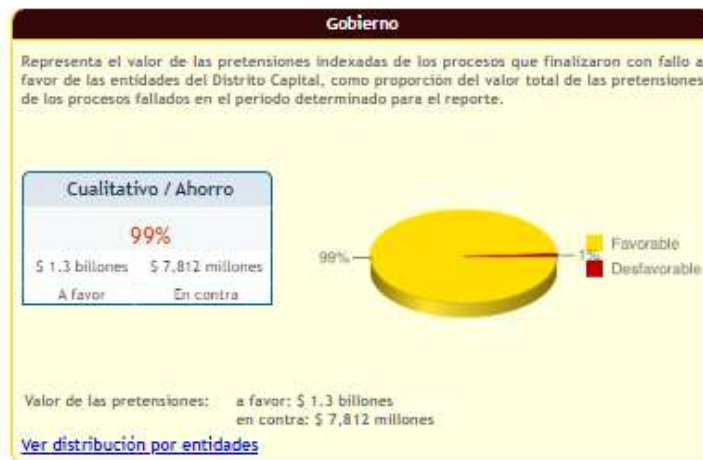 Gobierno
Representa el valor de las pretensiones indexadas de los procesos que finalizaron con fallo a
favor de las entidades del Distrito Capital, como proporción del valor total de las pretensiones
de los procesos fallados en el periodo determinado para el reporte.
Cualitativo / Ahorro
99%
$ 1.3 billones $ 7,812 millones
A favor En contra
99%
1%
Favorable
Desfavorable
Valor de las pretensiones: a favor: $ 1.3 billones
en contra: $ 7,812 millones
Ver distribución por entidades